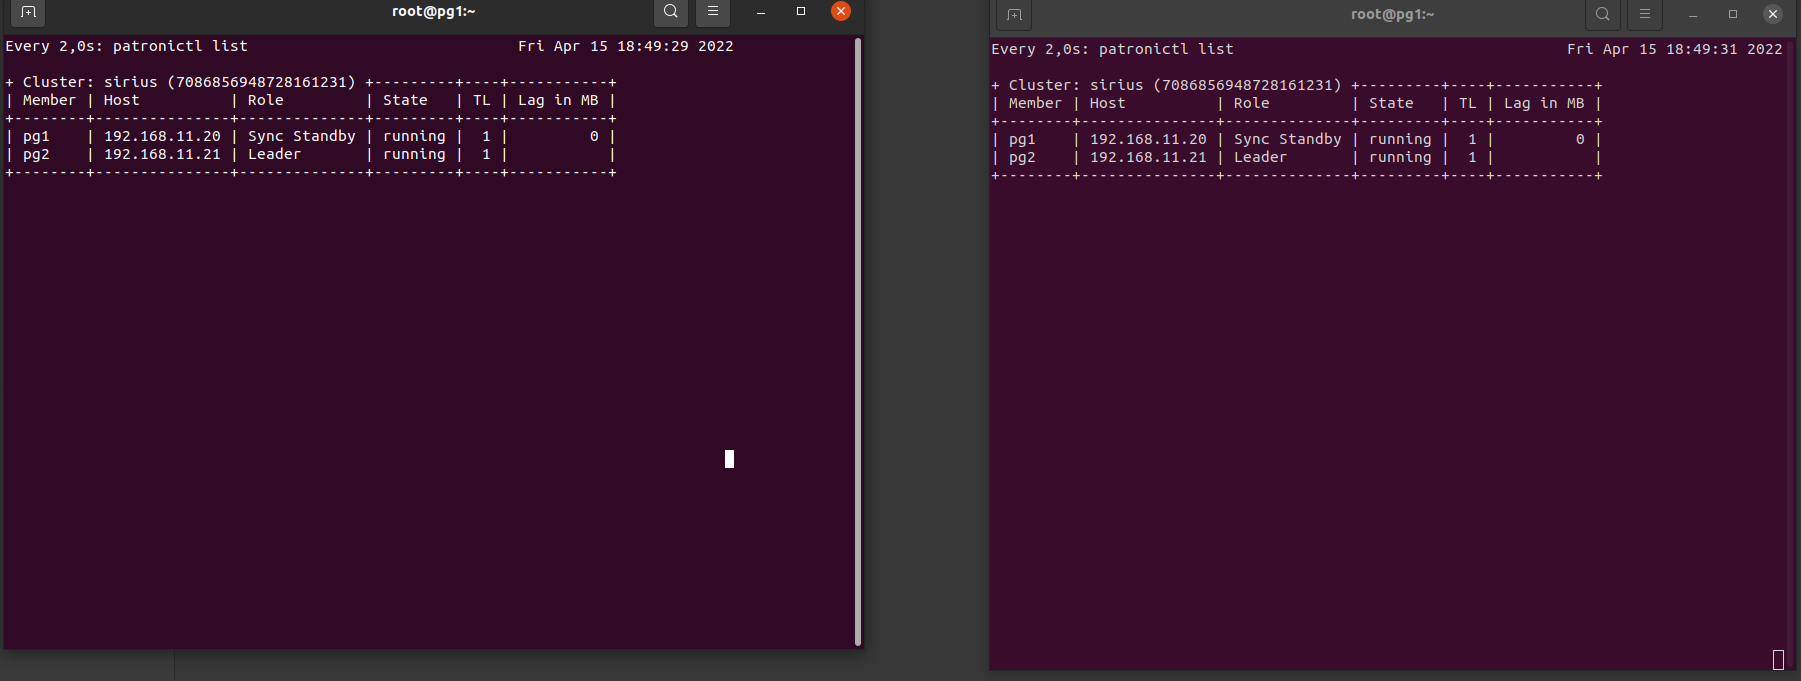 root@pg1:~
Every 2,0s: patronictl list                              Fri Apr 15 18:49:29 2022
+ Cluster: sirius (7086856948728161231) +---------+----+-----------+
| Member | Host          | Role         | State   | TL | Lag in MB |
+--------+---------------+--------------+---------+----+-----------+
| pg1    | 192.168.11.20 | Sync Standby | running |  1 |         0 |
| pg2    | 192.168.11.21 | Leader       | running |  1 |           |
+--------+---------------+--------------+---------+----+-----------+
root@pg1:~
Every 2,0s: patronictl list                                     Fri Apr 15 18:49:31 2022
+ Cluster: sirius (7086856948728161231) +---------+----+-----------+
| Member | Host          | Role         | State   | TL | Lag in MB |
+--------+---------------+--------------+---------+----+-----------+
| pg1    | 192.168.11.20 | Sync Standby | running |  1 |         0 |
| pg2    | 192.168.11.21 | Leader       | running |  1 |           |
+--------+---------------+--------------+---------+----+-----------+